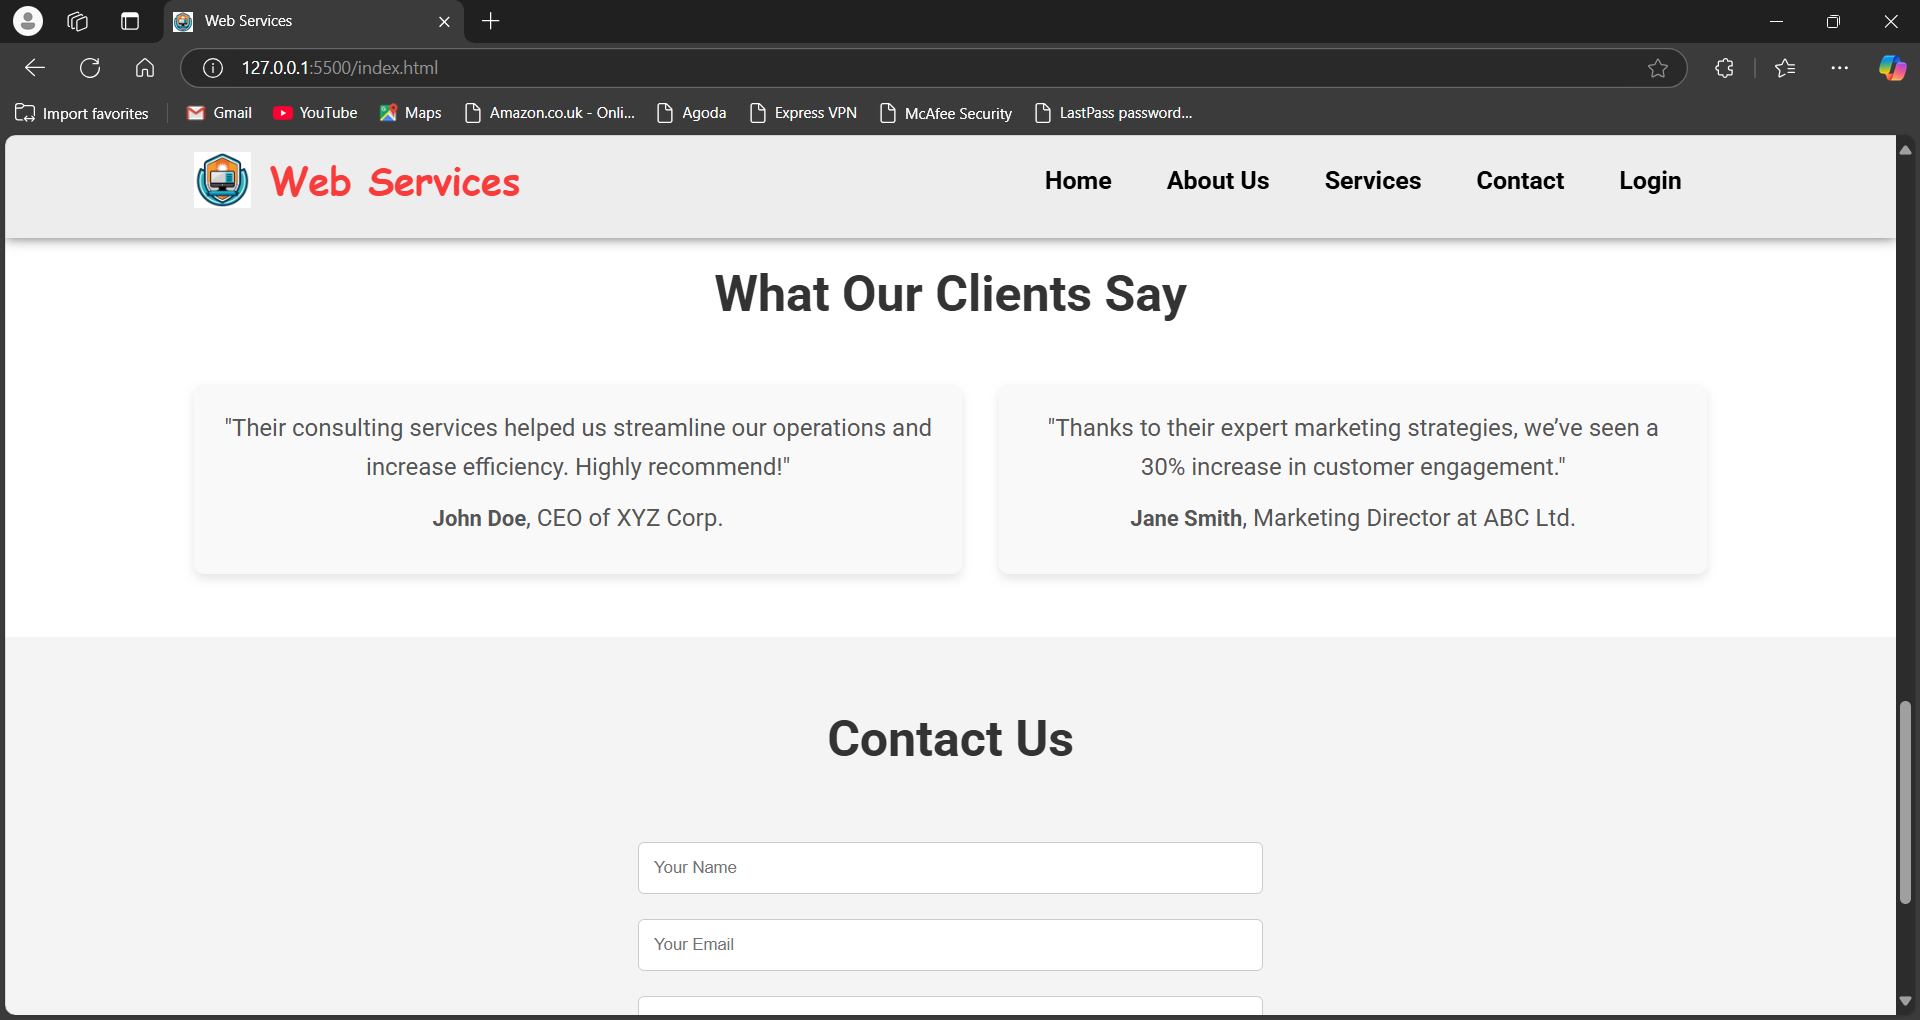 Web Services
127.0.0.1:5500/index.html
Import favorites
Gmail
YouTube
Maps
Amazon.co.uk - Onli...
Agoda
Express VPN
McAfee Security
LastPass password...
Web Services
Home
About Us
Services
Contact
Login
What Our Clients Say
"Their consulting services helped us streamline our operations and
increase efficiency. Highly recommend!"
John Doe, CEO of XYZ Corp.
"Thanks to their expert marketing strategies, we’ve seen a
30% increase in customer engagement."
Jane Smith, Marketing Director at ABC Ltd.
Contact Us
Your Name
Your Email